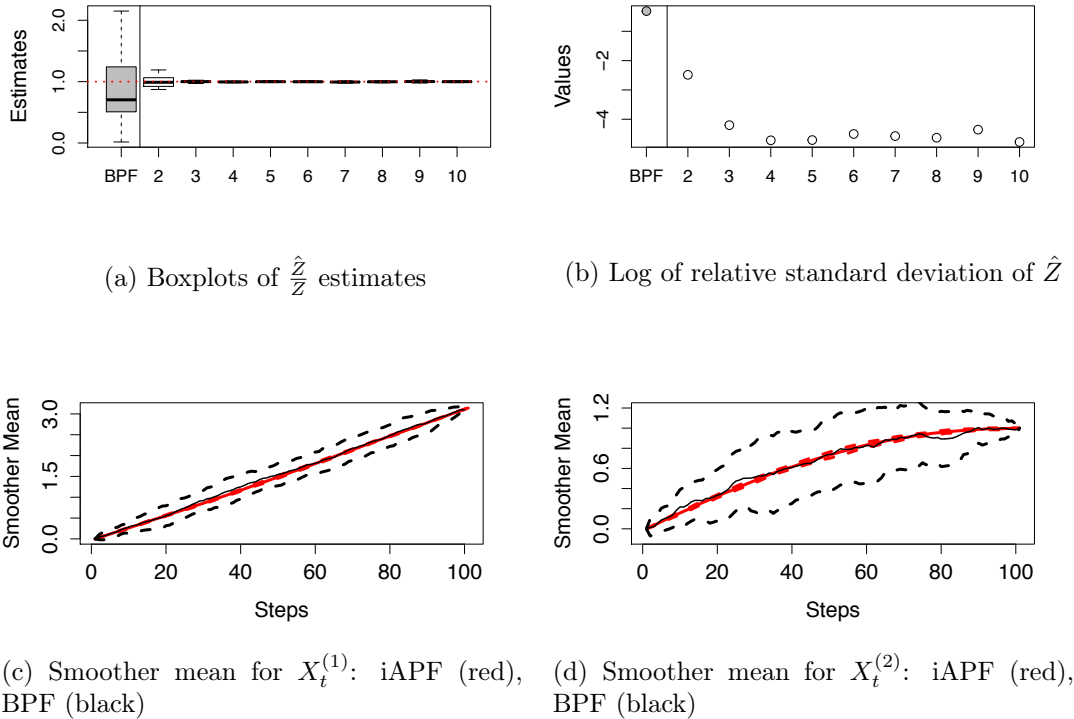 Estimates
0.0 1.0 2.0
BPF 2 3 4 5 6 7 8 9 10
Values
−4 −2
BPF 2 3 4 5 6 7 8 9 10
(a) Boxplots of $\frac{\hat{Z}}{Z}$ estimates
(b) Log of relative standard deviation of $\hat{Z}$
Smoother Mean
0.0 1.5 3.0
0 20 40 60 80 100
Steps
Smoother Mean
0.0 0.6 1.2
0 20 40 60 80 100
Steps
(c) Smoother mean for $X_t^{(1)}$: iAPF (red),
BPF (black)
(d) Smoother mean for $X_t^{(2)}$: iAPF (red),
BPF (black)